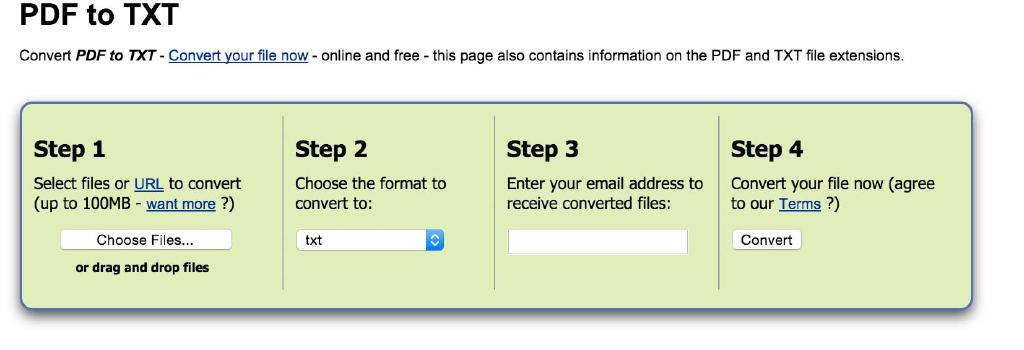 PDF to TXT
Convert PDF to TXT - Convert your file now - online and free - this page also contains information on the PDF and TXT file extensions.
Step 1
Select files or URL to convert
(up to 100MB - want more ?)
Choose Files...
or drag and drop files
Step 2
Choose the format to
convert to:
txt
Step 3
Enter your email address to
receive converted files:
Step 4
Convert your file now (agree
to our Terms ?)
Convert